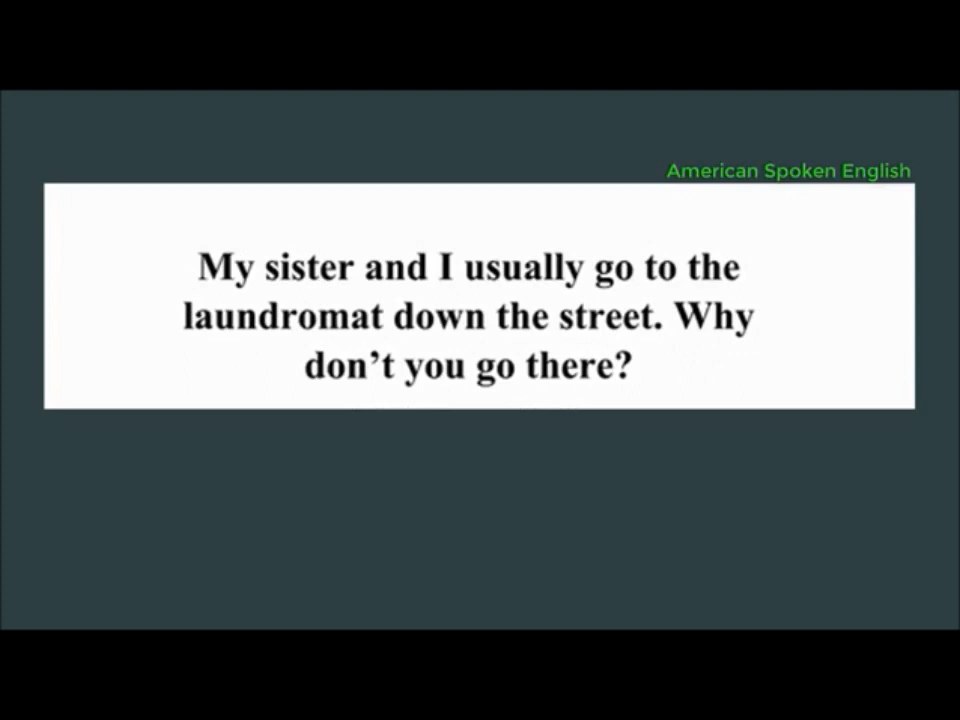 American Spoken English
My sister and I usually go to the
laundromat down the street. Why
don’t you go there?